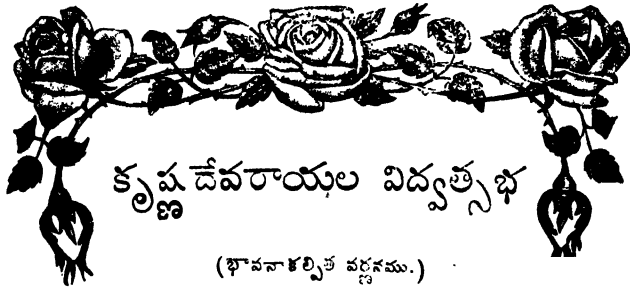 కృష్ణదేవరాయల విద్వత్సభ
(భావనాకల్పిత వర్ణనము.)